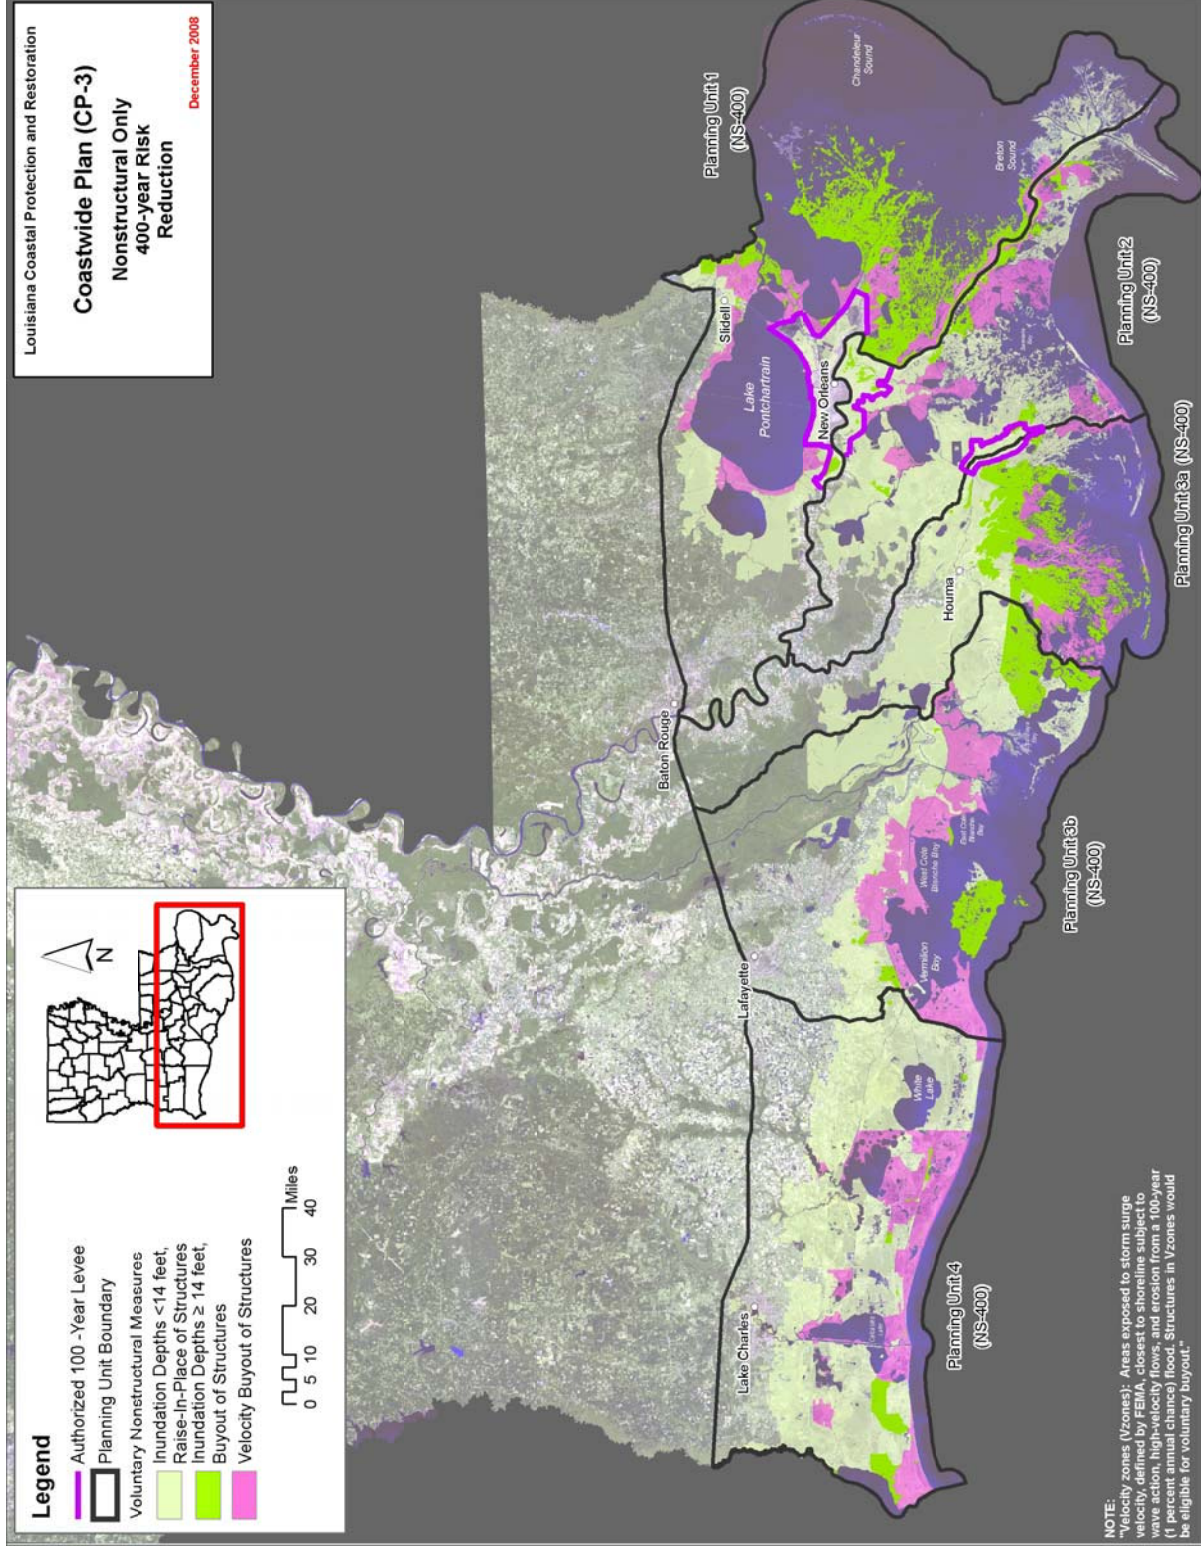 Louisiana Coastal Protection and Restoration
Coastwide Plan (CP-3)
Nonstructural Only
400-year Risk
Reduction
December 2008
Legend
Authorized 100 -Year Levee
Planning Unit Boundary
Voluntary Nonstructural Measures
Inundation Depths <14 feet,
Raise-In-Place of Structures
Inundation Depths ≥ 14 feet,
Buyout of Structures
Velocity Buyout of Structures
0 5 10 20 30 40
Miles
N
Planning Unit 1
(NS-400)
Chandeleur
Sound
Breton
Sound
Slidell
Lake
Pontchartrain
New Orleans
Baton Rouge
Houma
Lafayette
Lake Charles
West Cote
Blanche Bay
East Cote
Blanche
Bay
Vermilion
Bay
White
Lake
Planning Unit 2
(NS-400)
Planning Unit 3a (NS-400)
Planning Unit 3b
(NS-400)
Planning Unit 4
(NS-400)
NOTE:
"Velocity zones (Vzones): Areas exposed to storm surge
velocity, defined by FEMA, closest to shoreline subject to
wave action, high-velocity flows, and erosion from a 100-year
(1 percent annual chance) flood. Structures in Vzones would
be eligible for voluntary buyout."